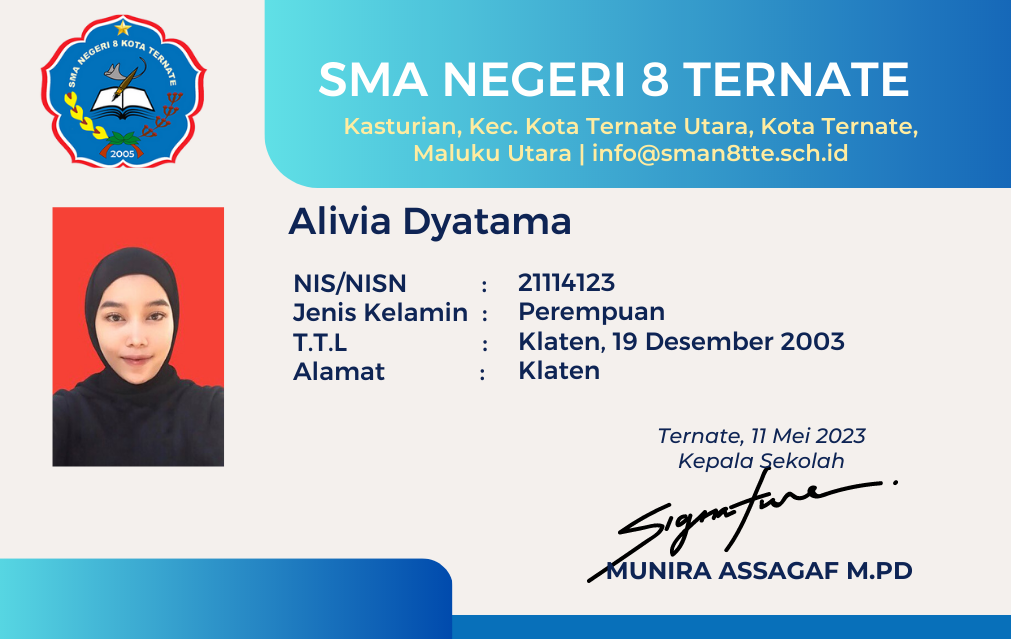 SMA NEGERI 8 KOTA TERNATE
2005
SMA NEGERI 8 TERNATE
Kasturian, Kec. Kota Ternate Utara, Kota Ternate,
Maluku Utara | info@sman8tte.sch.id
Alivia Dyatama
NIS/NISN : 21114123
Jenis Kelamin : Perempuan
T.T.L : Klaten, 19 Desember 2003
Alamat : Klaten
Ternate, 11 Mei 2023
Kepala Sekolah
Signature
MUNIRA ASSAGAF M.PD